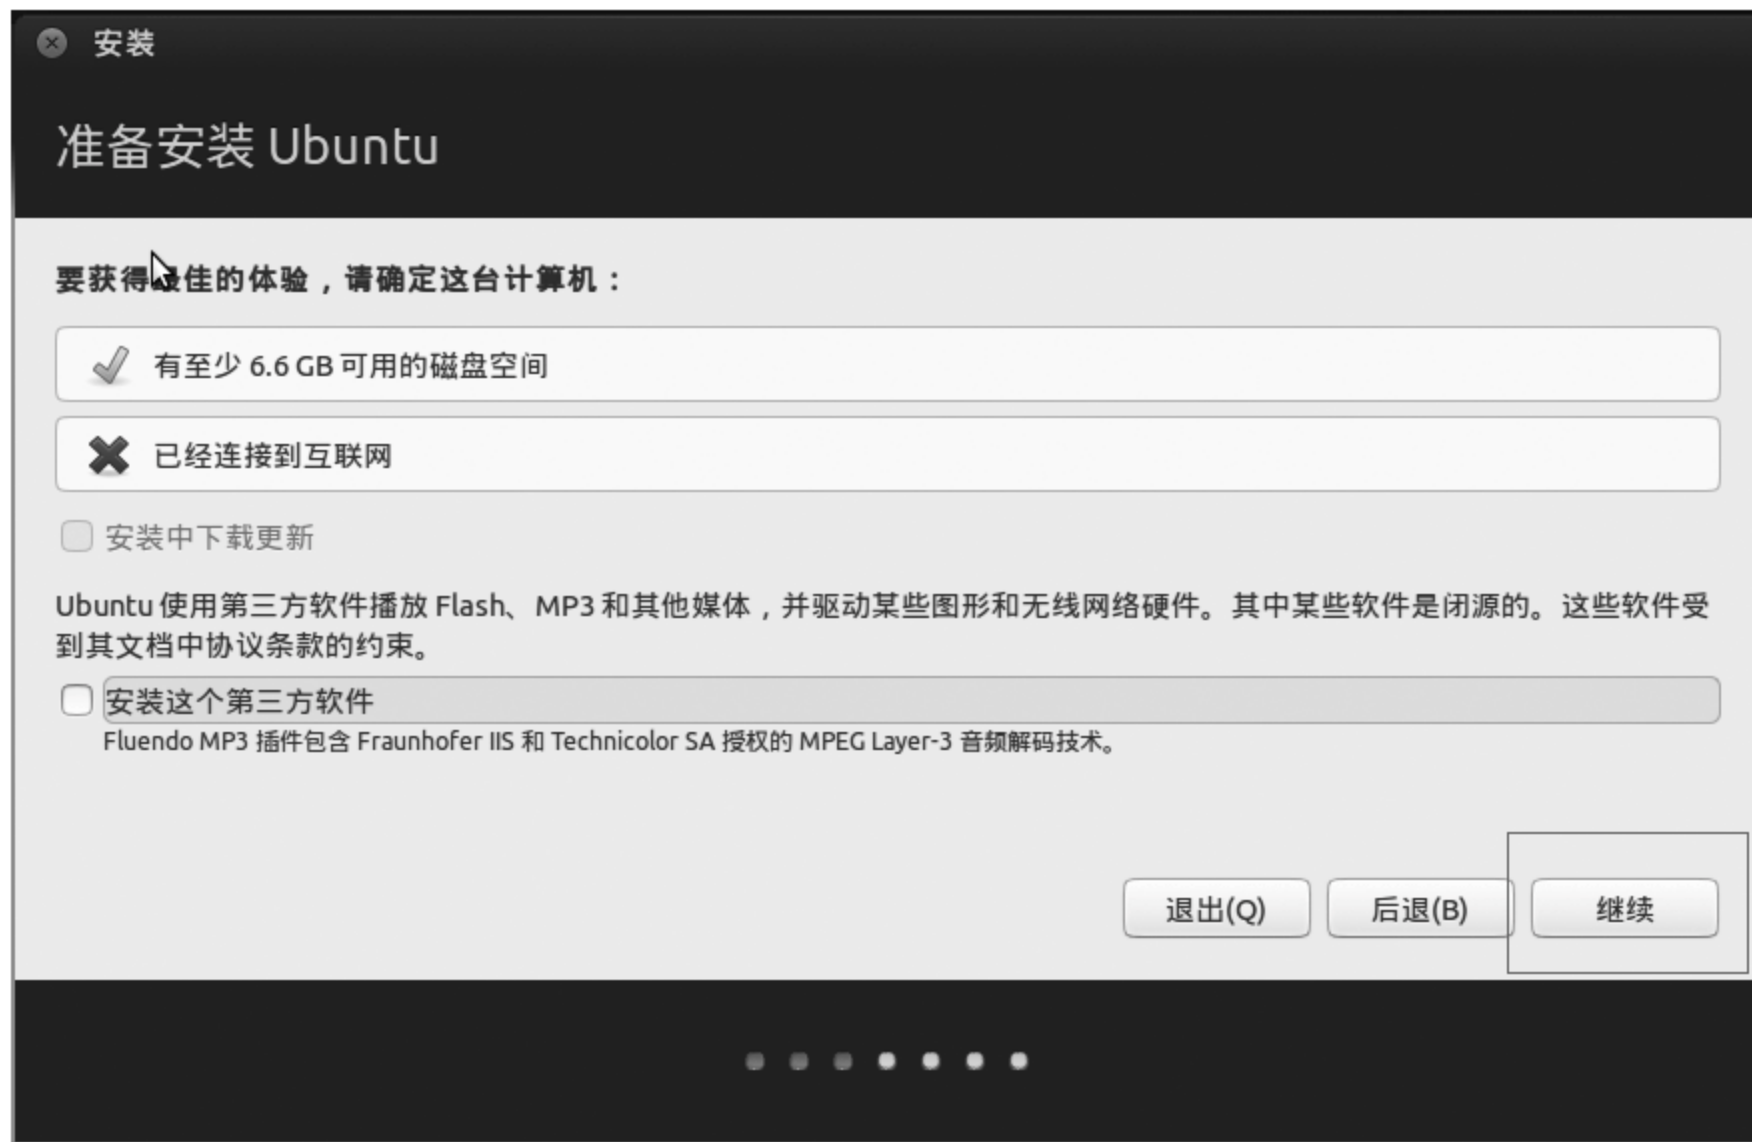 安装
准备安装 Ubuntu
要获得最佳的体验，请确定这台计算机：
有至少 6.6 GB 可用的磁盘空间
已经连接到互联网
安装中下载更新
Ubuntu 使用第三方软件播放 Flash、MP3 和其他媒体，并驱动某些图形和无线网络硬件。其中某些软件是闭源的。这些软件受
到其文档中协议条款的约束。
安装这个第三方软件
Fluendo MP3 插件包含 Fraunhofer IIS 和 Technicolor SA 授权的 MPEG Layer-3 音频解码技术。
退出(Q) 后退(B) 继续